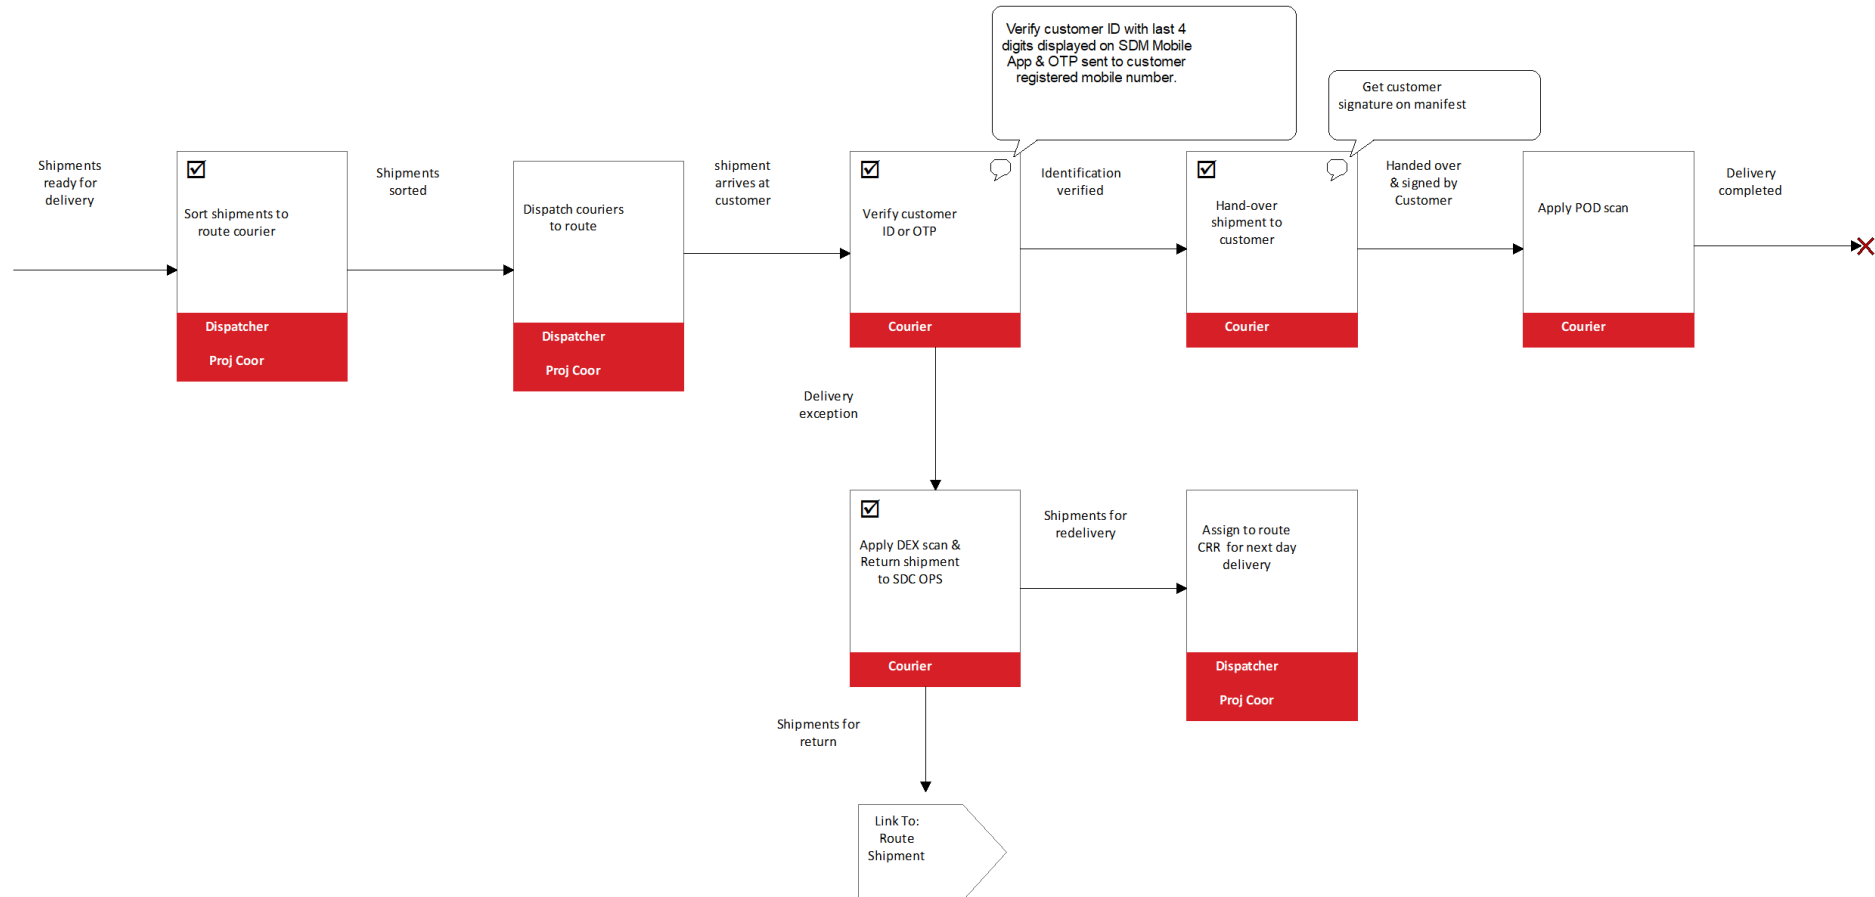 Verify customer ID with last 4
digits displayed on SDM Mobile
App & OTP sent to customer
registered mobile number.
Get customer
signature on manifest
Shipments
ready for
delivery
Sort shipments to
route courier
Dispatcher
Proj Coor
Shipments
sorted
Dispatch couriers
to route
Dispatcher
Proj Coor
shipment
arrives at
customer
Verify customer
ID or OTP
Courier
Identification
verified
Hand-over
shipment to
customer
Courier
Handed over
& signed by
Customer
Apply POD scan
Courier
Delivery
completed
Delivery
exception
Apply DEX scan &
Return shipment
to SDC OPS
Courier
Shipments for
redelivery
Assign to route
CRR for next day
delivery
Dispatcher
Proj Coor
Shipments for
return
Link To:
Route
Shipment